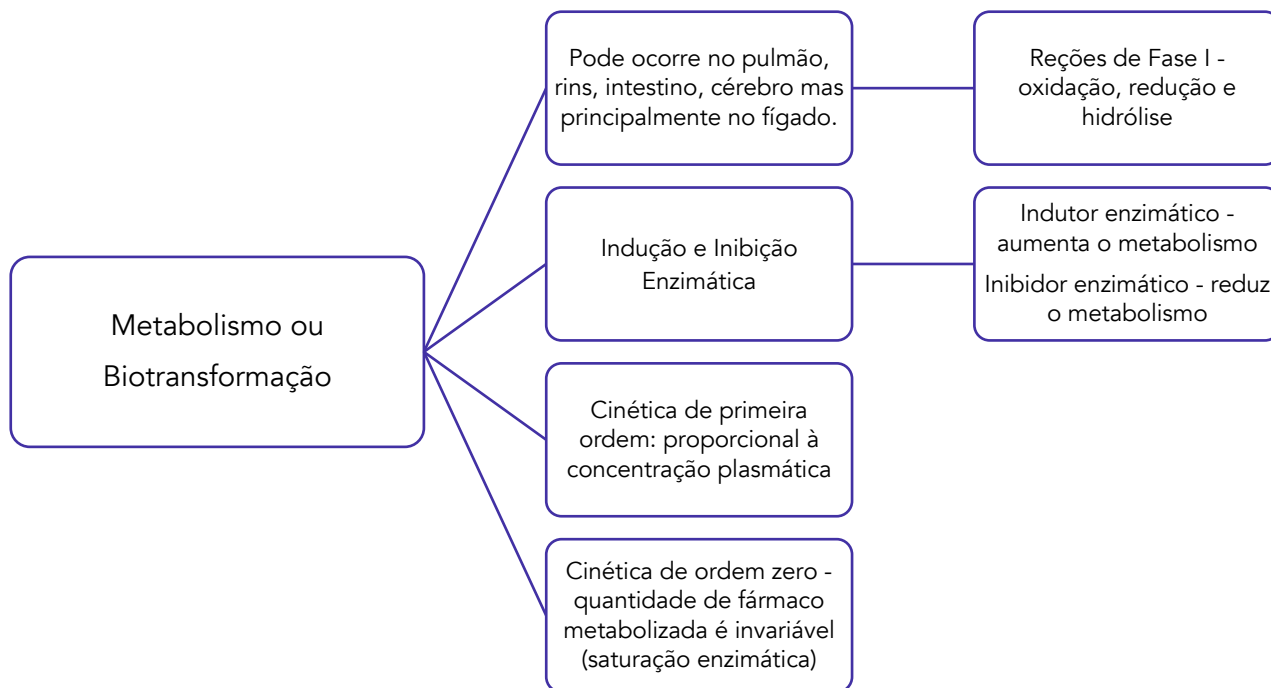 Metabolismo ou
Biotransformação
Pode ocorre no pulmão,
rins, intestino, cérebro mas
principalmente no fígado.
Reções de Fase I -
oxidação, redução e
hidrólise
Indução e Inibição
Enzimática
Indutor enzimático -
aumenta o metabolismo
Inibidor enzimático - reduz
o metabolismo
Cinética de primeira
ordem: proporcional à
concentração plasmática
Cinética de ordem zero -
quantidade de fármaco
metabolizada é invariável
(saturação enzimática)